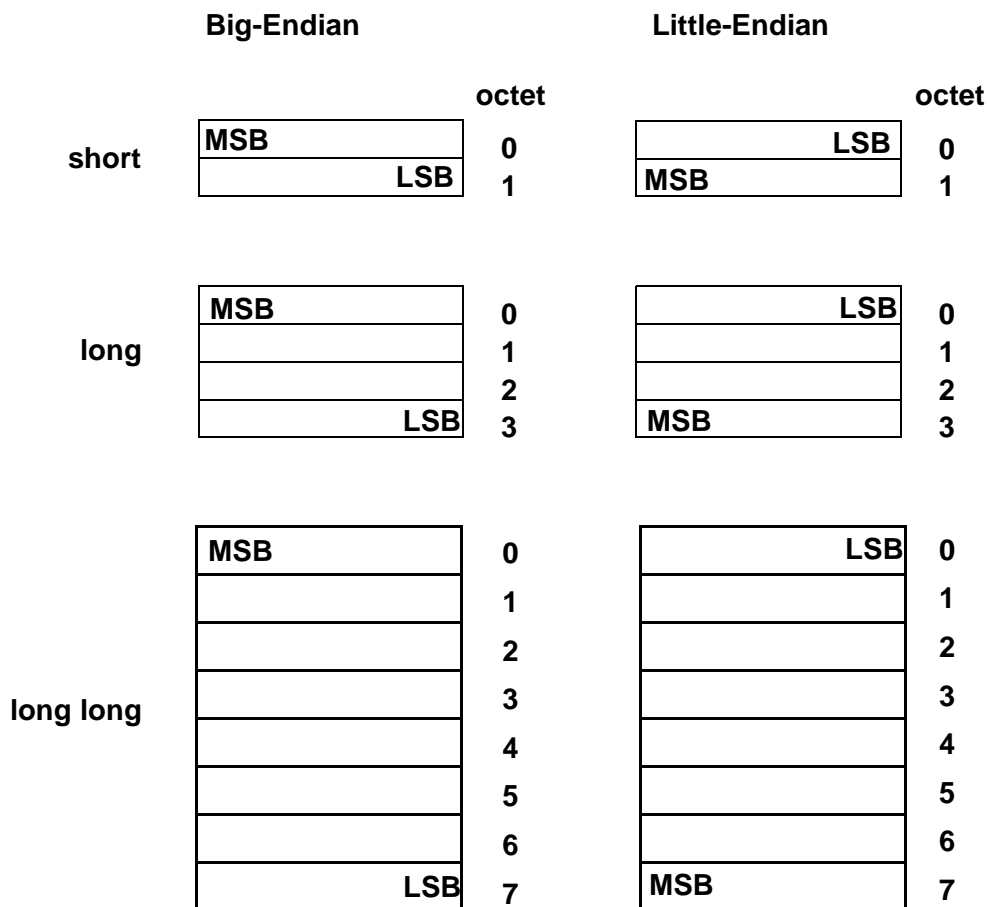 Big-Endian Little-Endian
octet octet
short MSB 0 LSB 0
LSB 1 MSB 1
MSB 0 LSB 0
long 1 1
2 2
LSB 3 MSB 3
MSB 0 LSB 0
1 1
2 2
long long 3 3
4 4
5 5
6 6
LSB 7 MSB 7